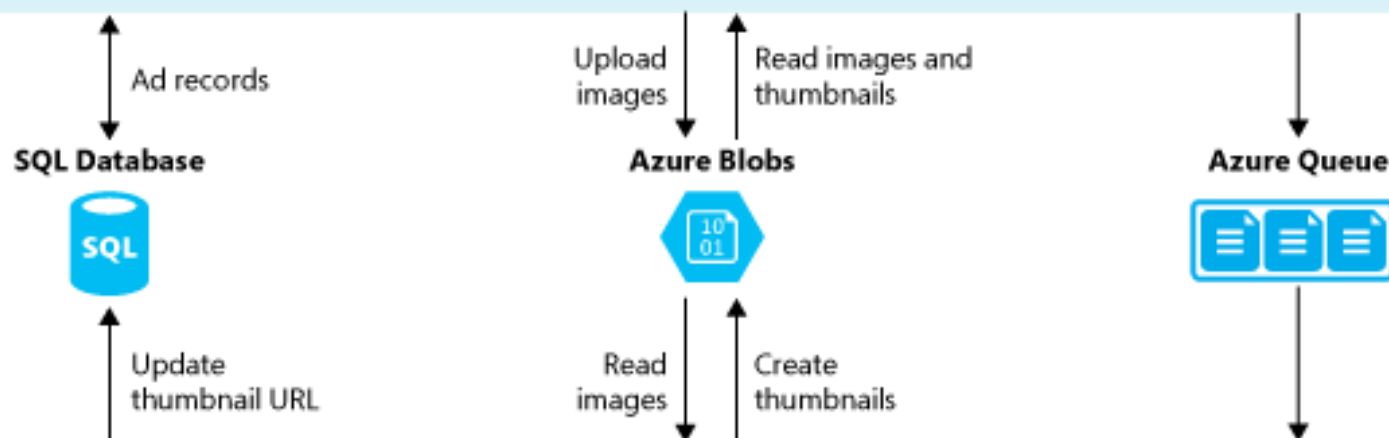 Ad records
Upload
images
Read images and
thumbnails
SQL Database
Azure Blobs
Azure Queue
SQL
10
01
Update
thumbnail URL
Read
images
Create
thumbnails